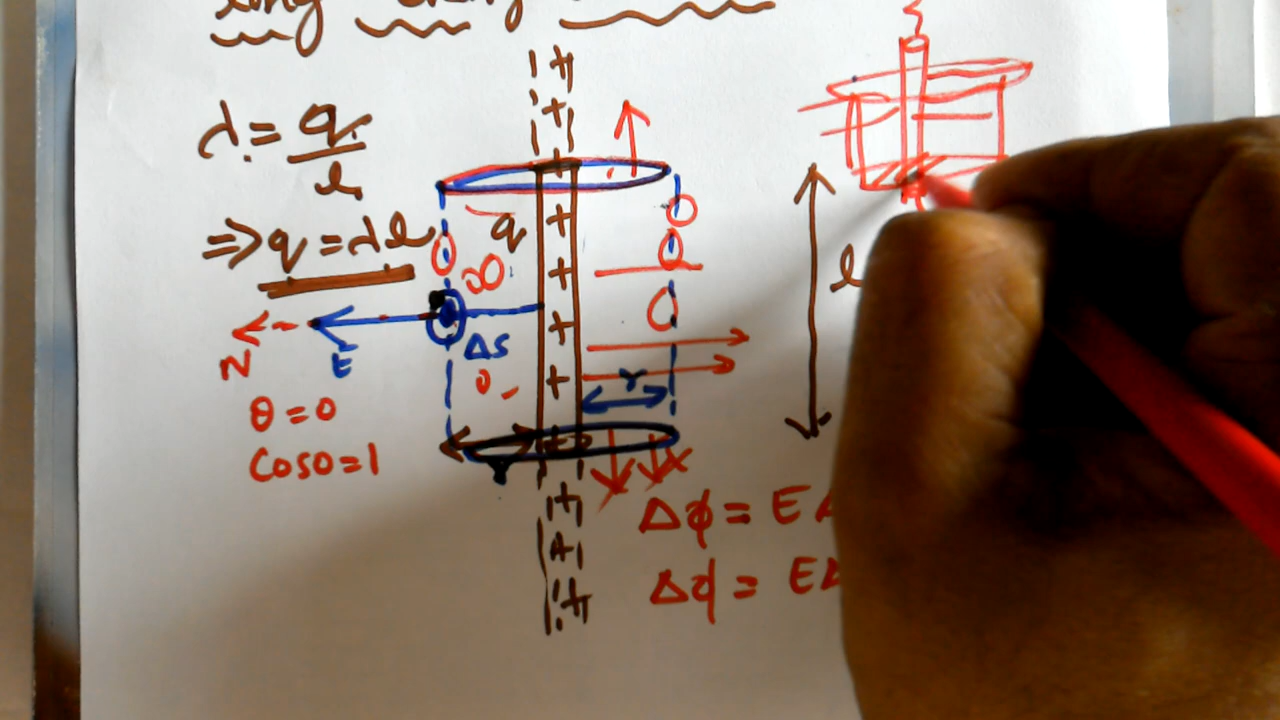 λ = q/l
⇒ q = λl
q
l
E
N
ΔS
r
r
θ = 0
Cos0 = 1
Δφ = E
Δφ = E